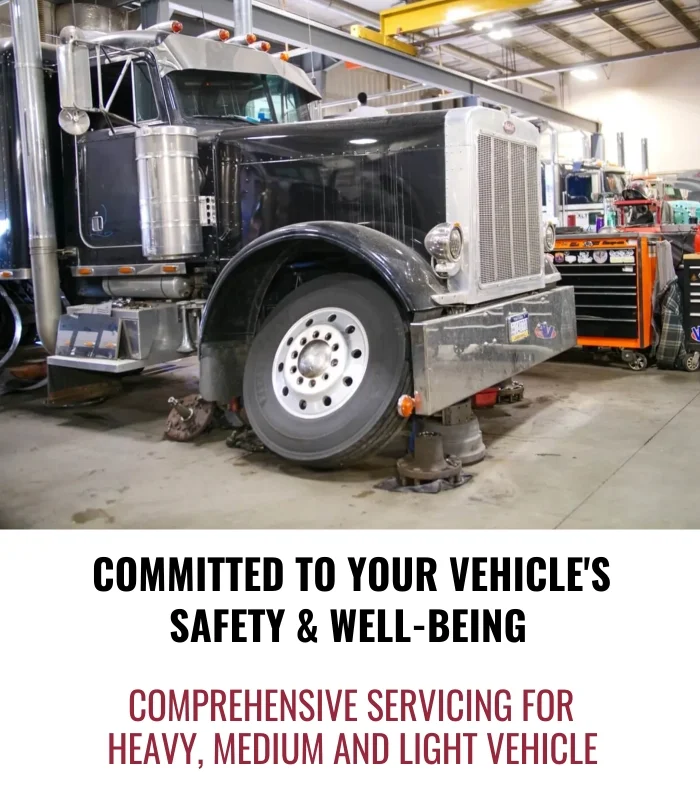 COMMITTED TO YOUR VEHICLE'S
SAFETY & WELL-BEING
COMPREHENSIVE SERVICING FOR
HEAVY, MEDIUM AND LIGHT VEHICLE